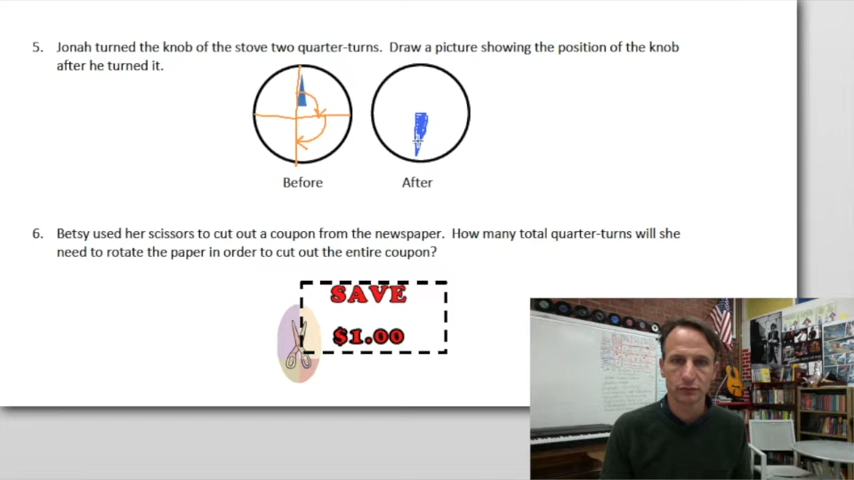 5. Jonah turned the knob of the stove two quarter-turns. Draw a picture showing the position of the knob
after he turned it.
Before
After
6. Betsy used her scissors to cut out a coupon from the newspaper. How many total quarter-turns will she
need to rotate the paper in order to cut out the entire coupon?
SAVE
$1.00